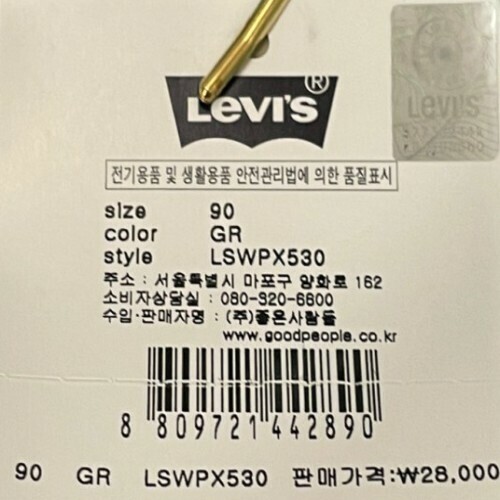 Levi's®
Levi's
전기용품 및 생활용품 안전관리법에 의한 품질표시
size 90
color GR
style LSWPX530
주소 : 서울특별시 마포구 양화로 162
소비자상담실 : 080-320-6600
수입·판매자명 : (주)좋은사람들
www.goodpeople.co.kr
8 809721 442890
90 GR LSWPX530 판매가격:₩28,000